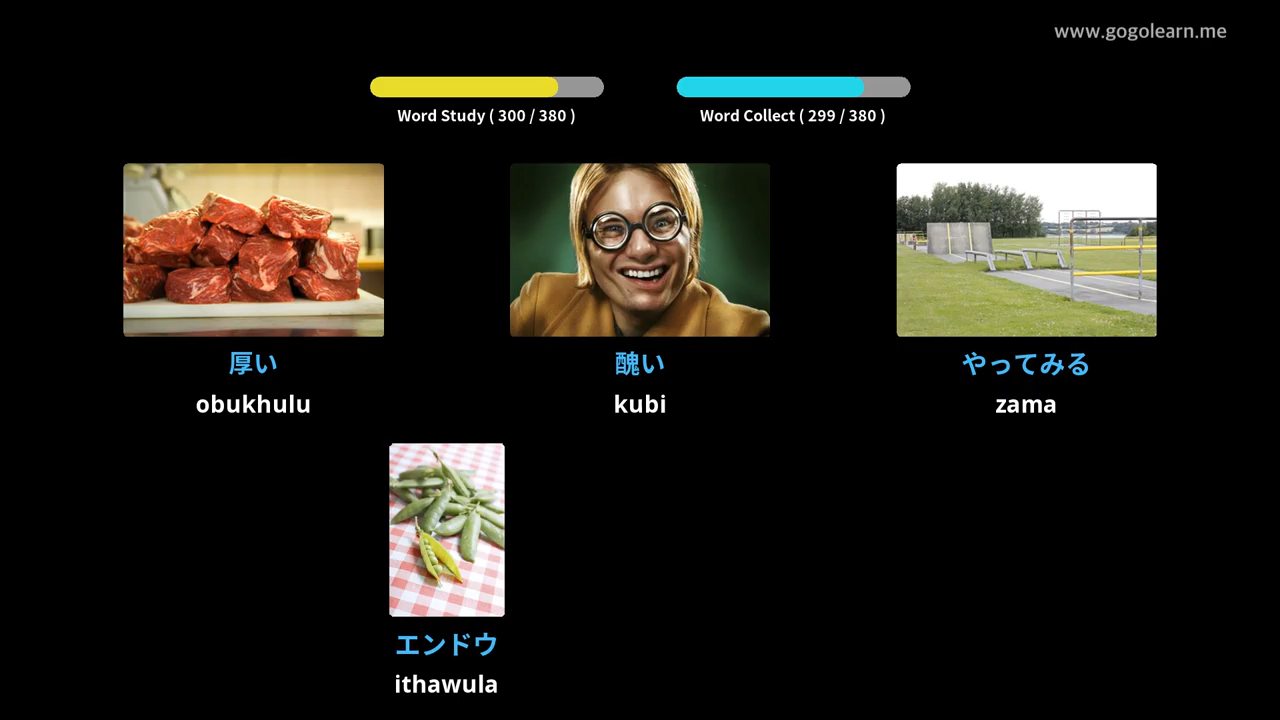 www.gogolearn.me
Word Study ( 300 / 380 )
Word Collect ( 299 / 380 )
厚い
obukhulu
醜い
kubi
やってみる
zama
エンドウ
ithawula